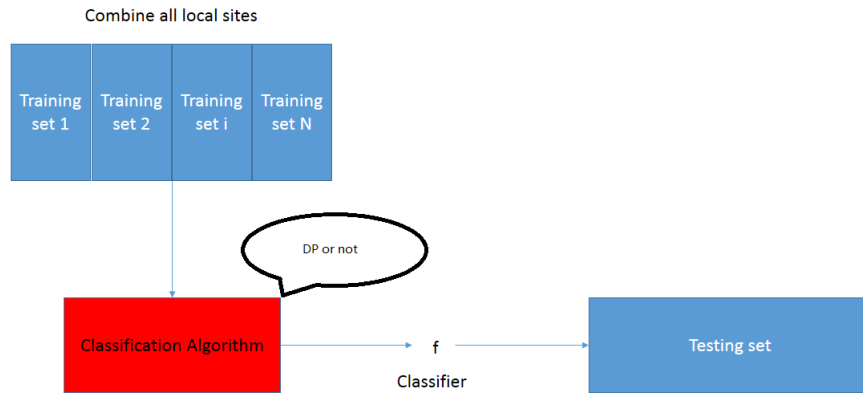 Combine all local sites
Training
set 1
Training
set 2
Training
set i
Training
set N
DP or not
Classification Algorithm
f
Classifier
Testing set